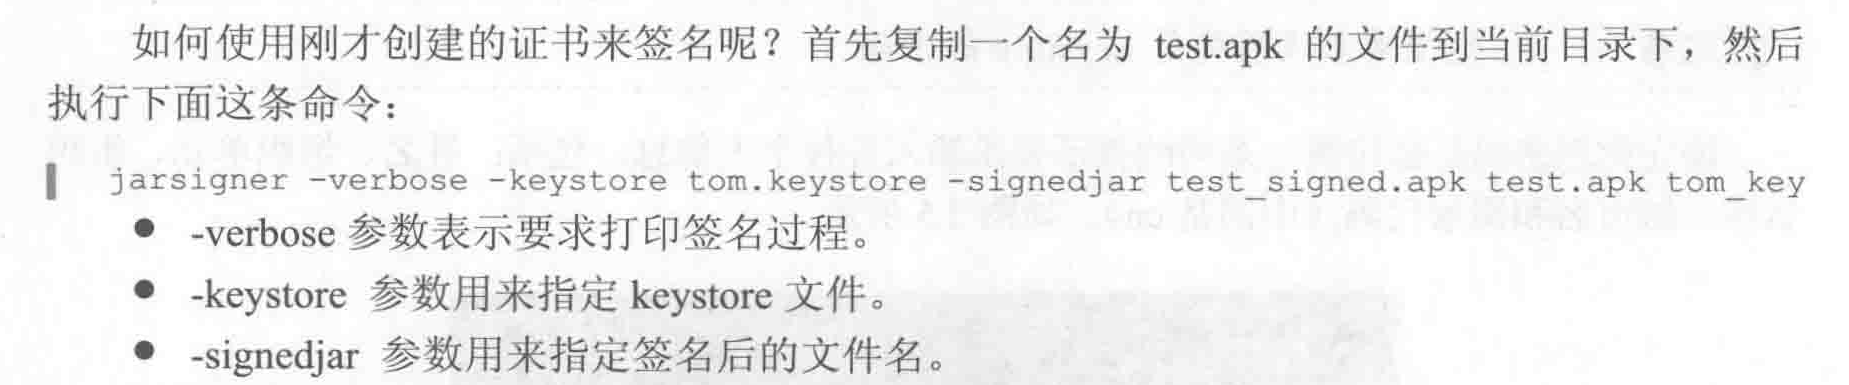 如何使用刚才创建的证书来签名呢？首先复制一个名为 test.apk 的文件到当前目录下，然后
执行下面这条命令：
jarsigner -verbose -keystore tom.keystore -signedjar test_signed.apk test.apk tom_key
● -verbose 参数表示要求打印签名过程。
● -keystore 参数用来指定 keystore 文件。
● -signedjar 参数用来指定签名后的文件名。